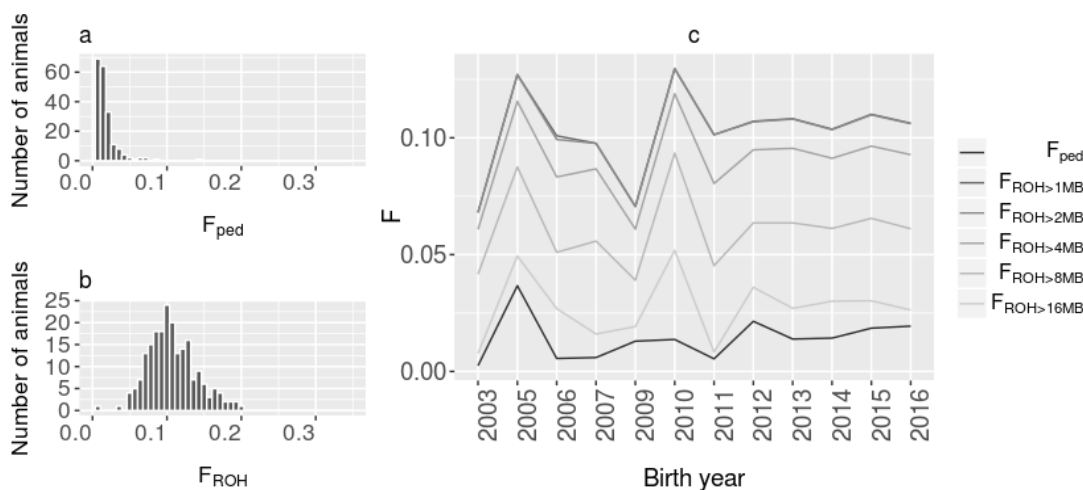 a
Number of animals
60
40
20
0
0.0 0.1 0.2 0.3
Fped
b
Number of animals
25
20
15
10
5
0
0.0 0.1 0.2 0.3
FROH
c
F
0.10
0.05
0.00
2003 2005 2006 2007 2009 2010 2011 2012 2013 2014 2015 2016
Birth year
Fped
FROH>1MB
FROH>2MB
FROH>4MB
FROH>8MB
FROH>16MB